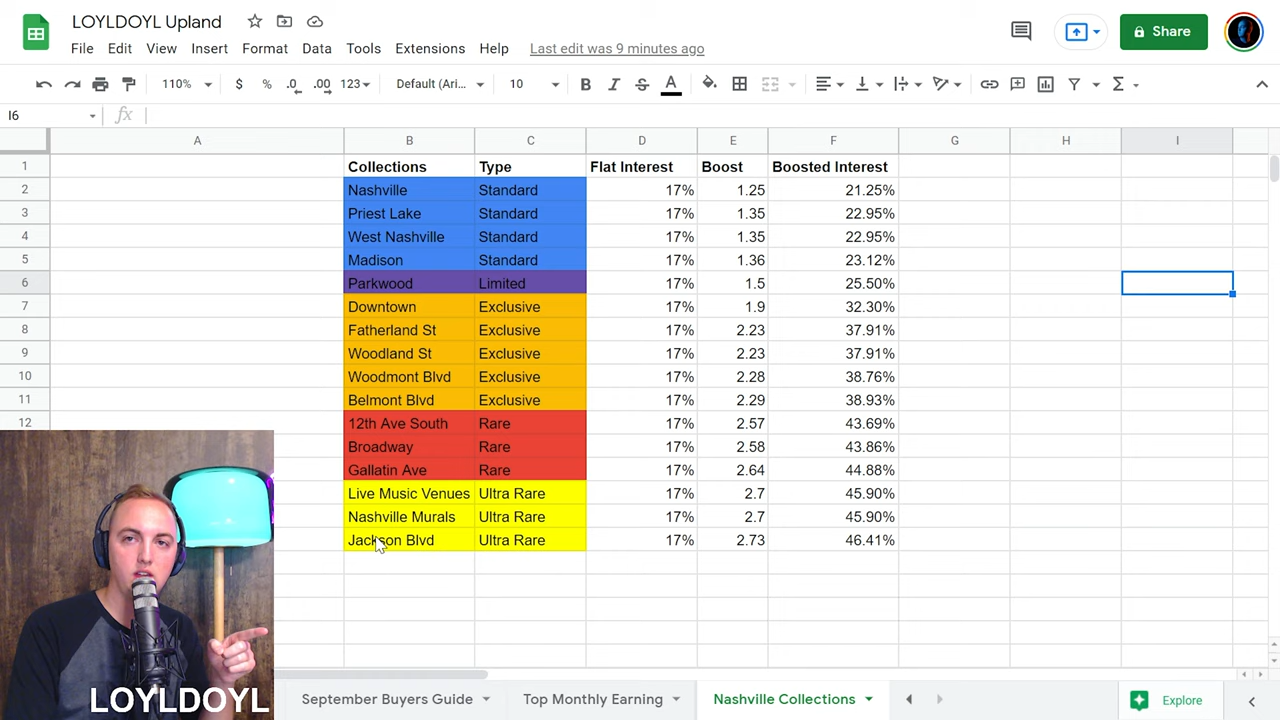 LOYLDOYL Upland
File Edit View Insert Format Data Tools Extensions Help Last edit was 9 minutes ago
Share
110% $ % .0 .00 123 Default (Ari... 10 B I S A Σ
I6 fx
A B C D E F G H I
1 Collections Type Flat Interest Boost Boosted Interest
2 Nashville Standard 17% 1.25 21.25%
3 Priest Lake Standard 17% 1.35 22.95%
4 West Nashville Standard 17% 1.35 22.95%
5 Madison Standard 17% 1.36 23.12%
6 Parkwood Limited 17% 1.5 25.50%
7 Downtown Exclusive 17% 1.9 32.30%
8 Fatherland St Exclusive 17% 2.23 37.91%
9 Woodland St Exclusive 17% 2.23 37.91%
10 Woodmont Blvd Exclusive 17% 2.28 38.76%
11 Belmont Blvd Exclusive 17% 2.29 38.93%
12 12th Ave South Rare 17% 2.57 43.69%
Broadway Rare 17% 2.58 43.86%
Gallatin Ave Rare 17% 2.64 44.88%
Live Music Venues Ultra Rare 17% 2.7 45.90%
Nashville Murals Ultra Rare 17% 2.7 45.90%
Jackson Blvd Ultra Rare 17% 2.73 46.41%
LOYLDOYL
September Buyers Guide Top Monthly Earning Nashville Collections Explore